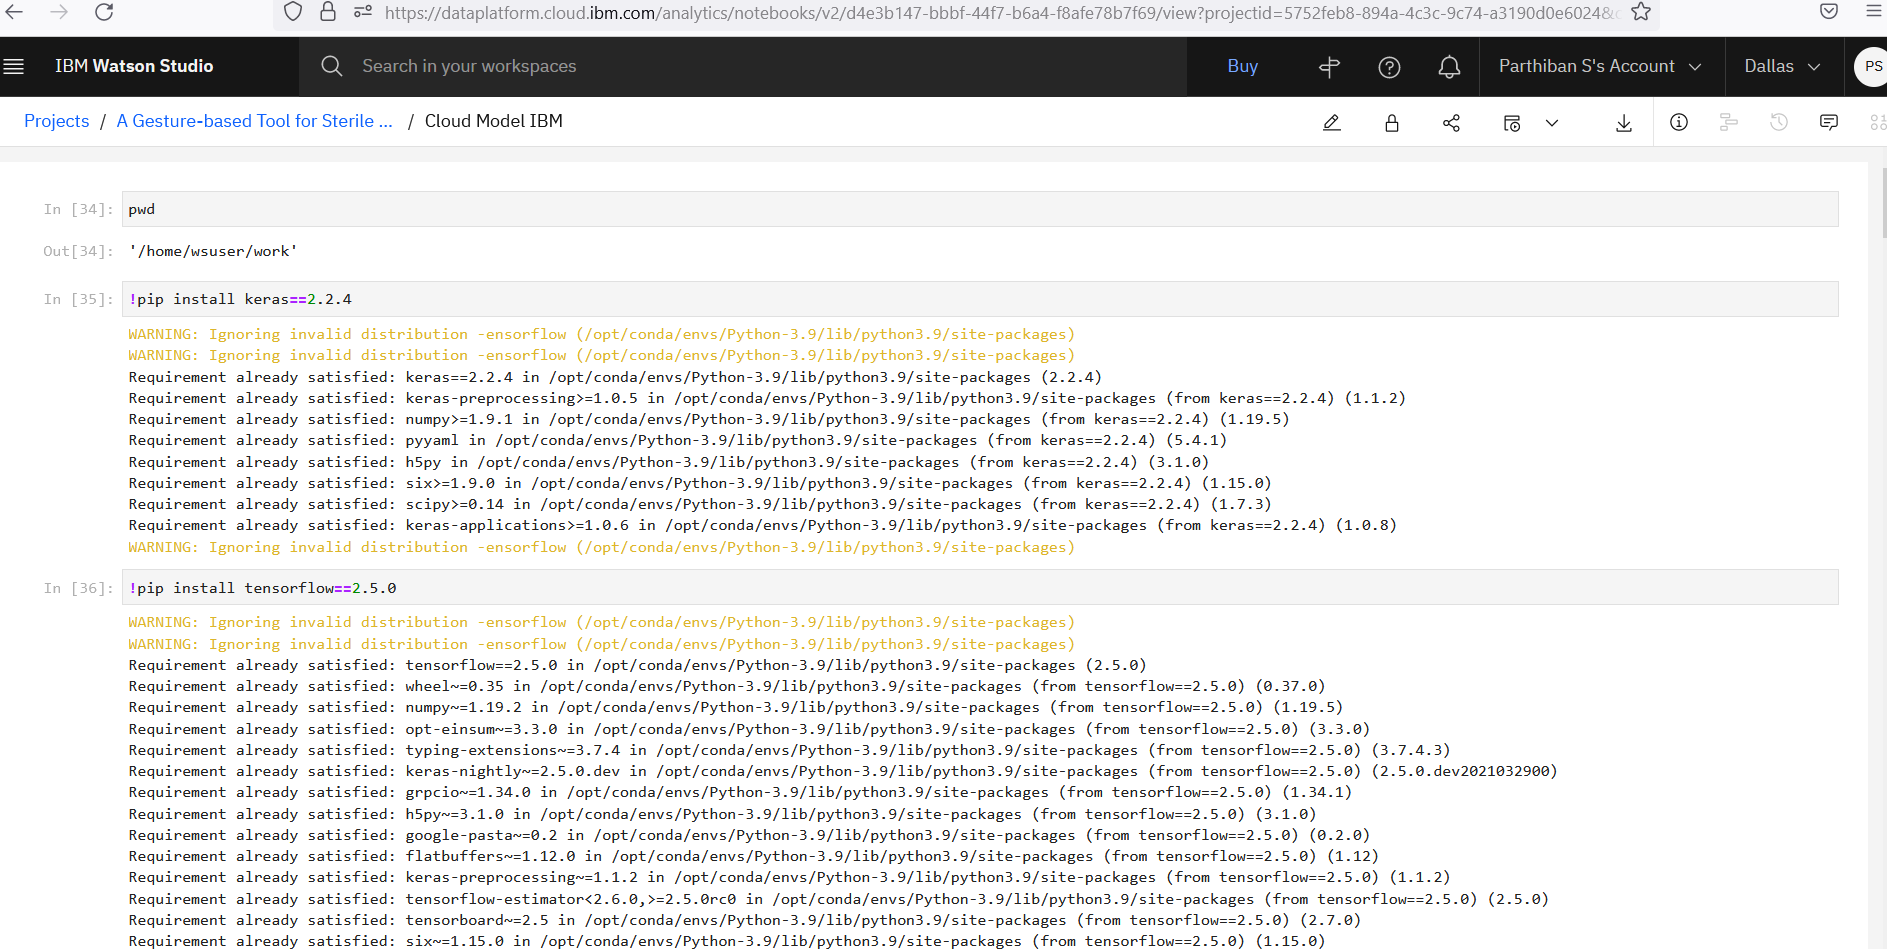 https://dataplatform.cloud.ibm.com/analytics/notebooks/v2/d4e3b147-bbbf-44f7-b6a4-f8afe78b7f69/view?projectid=5752feb8-894a-4c3c-9c74-a3190d0e6024&
IBM Watson Studio
Search in your workspaces
Buy
Parthiban S's Account
Dallas
PS
Projects / A Gesture-based Tool for Sterile ... / Cloud Model IBM
In [34]: pwd
Out[34]: '/home/wsuser/work'
In [35]: !pip install keras==2.2.4
WARNING: Ignoring invalid distribution -ensorflow (/opt/conda/envs/Python-3.9/lib/python3.9/site-packages)
WARNING: Ignoring invalid distribution -ensorflow (/opt/conda/envs/Python-3.9/lib/python3.9/site-packages)
Requirement already satisfied: keras==2.2.4 in /opt/conda/envs/Python-3.9/lib/python3.9/site-packages (2.2.4)
Requirement already satisfied: keras-preprocessing>=1.0.5 in /opt/conda/envs/Python-3.9/lib/python3.9/site-packages (from keras==2.2.4) (1.1.2)
Requirement already satisfied: numpy>=1.9.1 in /opt/conda/envs/Python-3.9/lib/python3.9/site-packages (from keras==2.2.4) (1.19.5)
Requirement already satisfied: pyyaml in /opt/conda/envs/Python-3.9/lib/python3.9/site-packages (from keras==2.2.4) (5.4.1)
Requirement already satisfied: h5py in /opt/conda/envs/Python-3.9/lib/python3.9/site-packages (from keras==2.2.4) (3.1.0)
Requirement already satisfied: six>=1.9.0 in /opt/conda/envs/Python-3.9/lib/python3.9/site-packages (from keras==2.2.4) (1.15.0)
Requirement already satisfied: scipy>=0.14 in /opt/conda/envs/Python-3.9/lib/python3.9/site-packages (from keras==2.2.4) (1.7.3)
Requirement already satisfied: keras-applications>=1.0.6 in /opt/conda/envs/Python-3.9/lib/python3.9/site-packages (from keras==2.2.4) (1.0.8)
WARNING: Ignoring invalid distribution -ensorflow (/opt/conda/envs/Python-3.9/lib/python3.9/site-packages)
In [36]: !pip install tensorflow==2.5.0
WARNING: Ignoring invalid distribution -ensorflow (/opt/conda/envs/Python-3.9/lib/python3.9/site-packages)
WARNING: Ignoring invalid distribution -ensorflow (/opt/conda/envs/Python-3.9/lib/python3.9/site-packages)
Requirement already satisfied: tensorflow==2.5.0 in /opt/conda/envs/Python-3.9/lib/python3.9/site-packages (2.5.0)
Requirement already satisfied: wheel~=0.35 in /opt/conda/envs/Python-3.9/lib/python3.9/site-packages (from tensorflow==2.5.0) (0.37.0)
Requirement already satisfied: numpy~=1.19.2 in /opt/conda/envs/Python-3.9/lib/python3.9/site-packages (from tensorflow==2.5.0) (1.19.5)
Requirement already satisfied: opt-einsum~=3.3.0 in /opt/conda/envs/Python-3.9/lib/python3.9/site-packages (from tensorflow==2.5.0) (3.3.0)
Requirement already satisfied: typing-extensions~=3.7.4 in /opt/conda/envs/Python-3.9/lib/python3.9/site-packages (from tensorflow==2.5.0) (3.7.4.3)
Requirement already satisfied: keras-nightly~=2.5.0.dev in /opt/conda/envs/Python-3.9/lib/python3.9/site-packages (from tensorflow==2.5.0) (2.5.0.dev2021032900)
Requirement already satisfied: grpcio~=1.34.0 in /opt/conda/envs/Python-3.9/lib/python3.9/site-packages (from tensorflow==2.5.0) (1.34.1)
Requirement already satisfied: h5py~=3.1.0 in /opt/conda/envs/Python-3.9/lib/python3.9/site-packages (from tensorflow==2.5.0) (3.1.0)
Requirement already satisfied: google-pasta~=0.2 in /opt/conda/envs/Python-3.9/lib/python3.9/site-packages (from tensorflow==2.5.0) (0.2.0)
Requirement already satisfied: flatbuffers~=1.12.0 in /opt/conda/envs/Python-3.9/lib/python3.9/site-packages (from tensorflow==2.5.0) (1.12)
Requirement already satisfied: keras-preprocessing~=1.1.2 in /opt/conda/envs/Python-3.9/lib/python3.9/site-packages (from tensorflow==2.5.0) (1.1.2)
Requirement already satisfied: tensorflow-estimator<2.6.0,>=2.5.0rc0 in /opt/conda/envs/Python-3.9/lib/python3.9/site-packages (from tensorflow==2.5.0) (2.5.0)
Requirement already satisfied: tensorboard~=2.5 in /opt/conda/envs/Python-3.9/lib/python3.9/site-packages (from tensorflow==2.5.0) (2.7.0)
Requirement already satisfied: six~=1.15.0 in /opt/conda/envs/Python-3.9/lib/python3.9/site-packages (from tensorflow==2.5.0) (1.15.0)